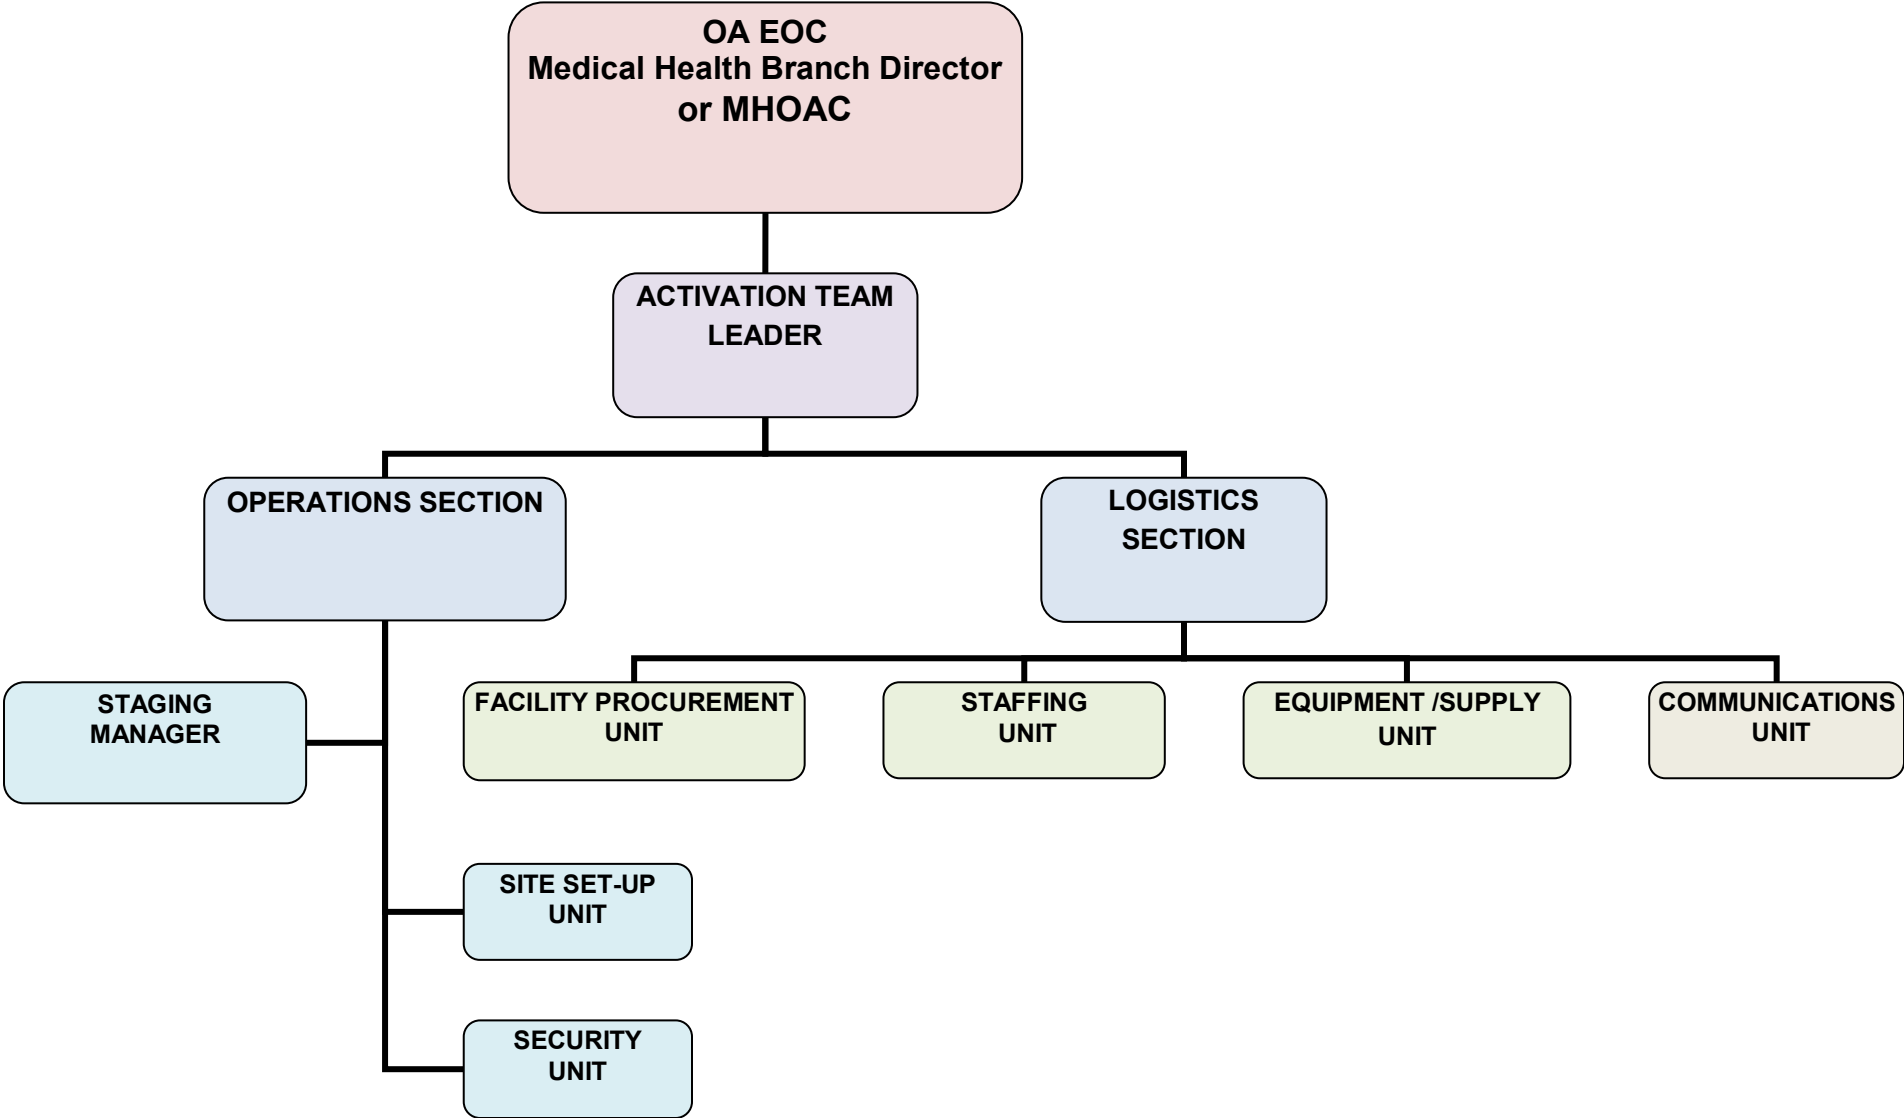 OA EOC
Medical Health Branch Director
or MHOAC
ACTIVATION TEAM
LEADER
OPERATIONS SECTION
LOGISTICS
SECTION
STAGING
MANAGER
FACILITY PROCUREMENT
UNIT
STAFFING
UNIT
EQUIPMENT /SUPPLY
UNIT
COMMUNICATIONS
UNIT
SITE SET-UP
UNIT
SECURITY
UNIT